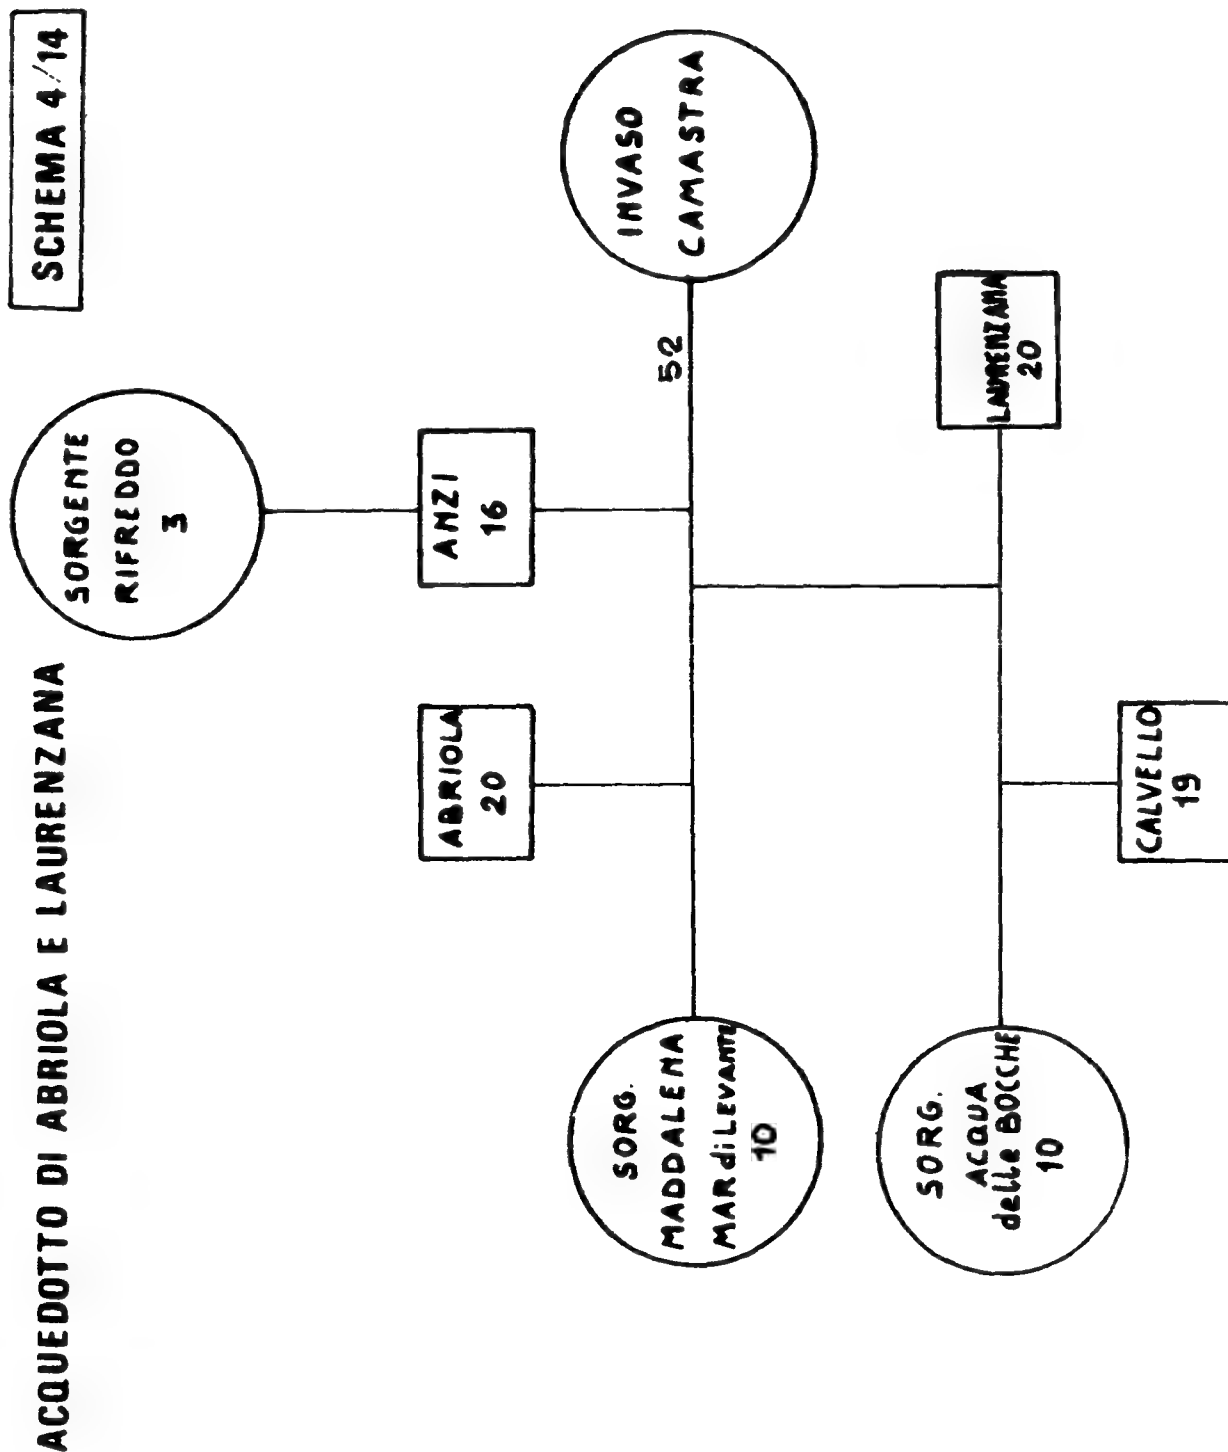 ACQUEDOTTO DI ABRIOLA E LAURENZANA
SCHEMA 4/14
SORGENTE
RIFREDDO
3
ABRIOLA
20
ANZI
16
SORG.
MADDALENA
MAR di LEVANTE
10
52
INVASO
CAMASTRA
SORG.
ACQUA
delle BOCCHE
10
LAURENZANA
20
CALVELLO
19